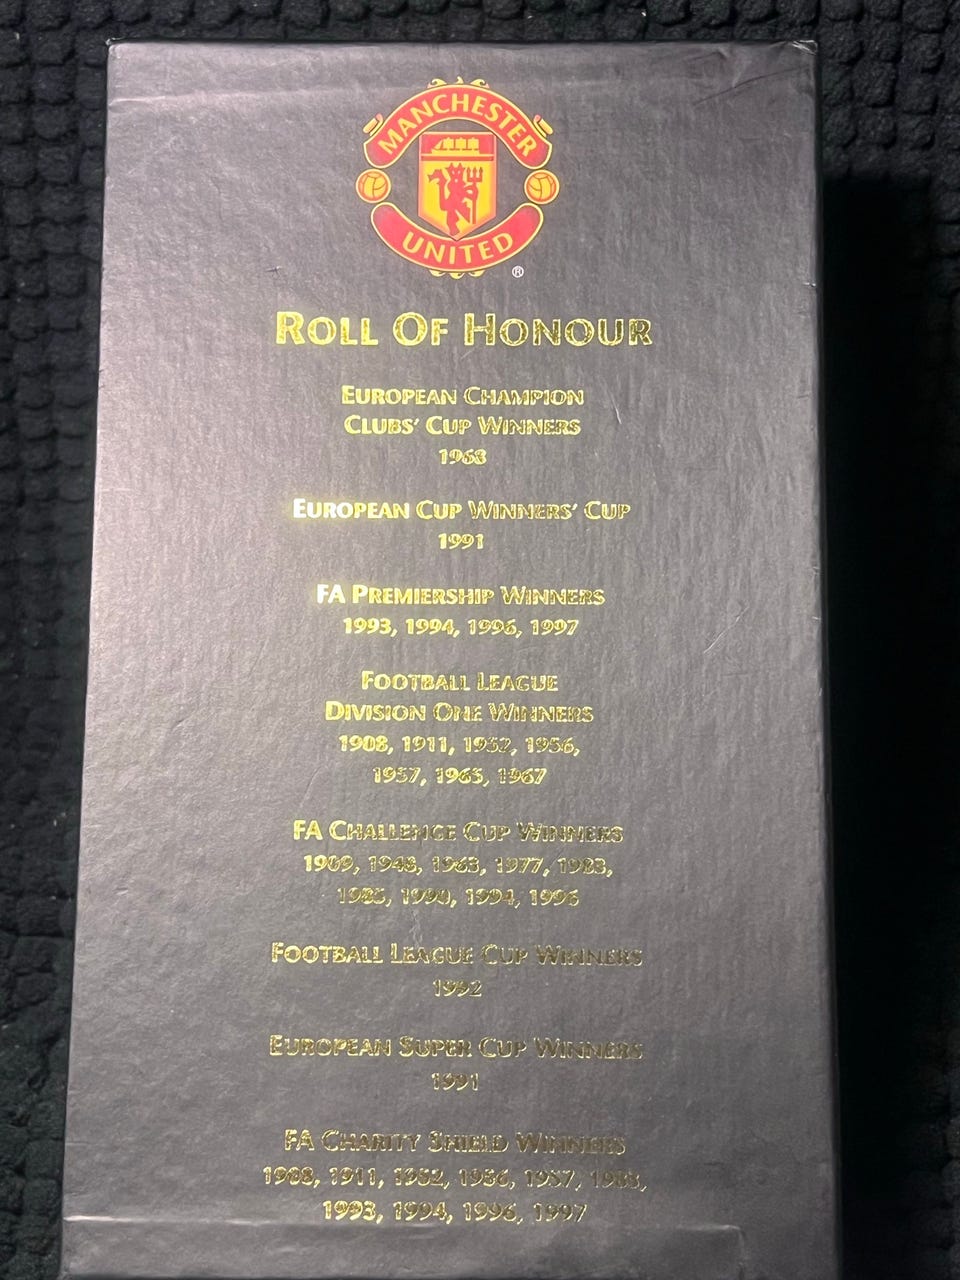 MANCHESTER
UNITED
®
ROLL OF HONOUR
EUROPEAN CHAMPION
CLUBS' CUP WINNERS
1968
EUROPEAN CUP WINNERS' CUP
1991
FA PREMIERSHIP WINNERS
1993, 1994, 1996, 1997
FOOTBALL LEAGUE
DIVISION ONE WINNERS
1908, 1911, 1952, 1956,
1957, 1965, 1967
FA CHALLENGE CUP WINNERS
1909, 1948, 1963, 1977, 1983,
1985, 1990, 1994, 1996
FOOTBALL LEAGUE CUP WINNERS
1992
EUROPEAN SUPER CUP WINNERS
1991
FA CHARITY SHIELD WINNERS
1908, 1911, 1952, 1956, 1957, 1983,
1993, 1994, 1996, 1997